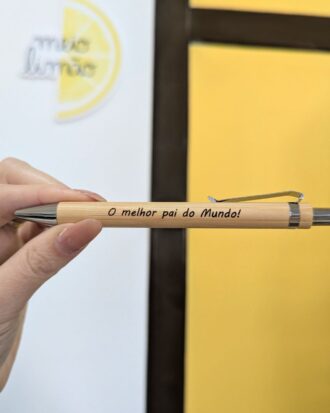 meio
limão
O melhor pai do Mundo!